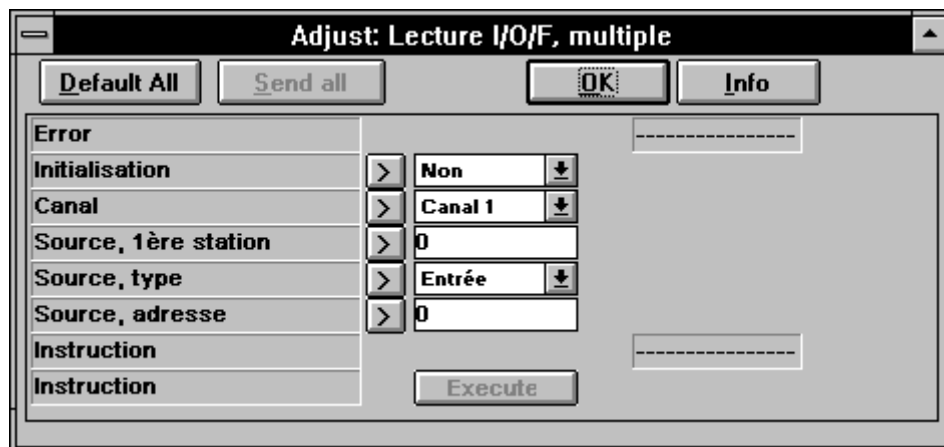 Adjust: Lecture I/O/F, multiple
Default All Send all OK Info
Error ---------------
Initialisation > Non
Canal > Canal 1
Source, 1ère station > 0
Source, type > Entrée
Source, adresse > 0
Instruction ---------------
Instruction Execute